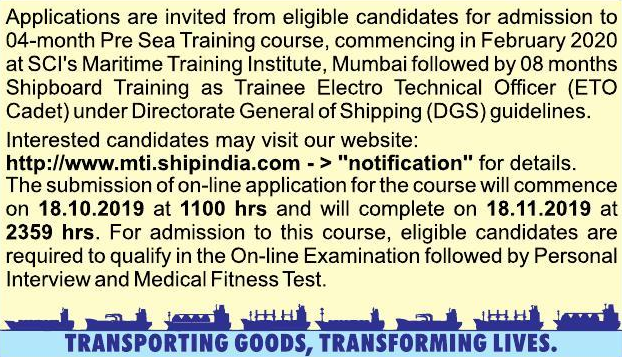 Applications are invited from eligible candidates for admission to
04-month Pre Sea Training course, commencing in February 2020
at SCI's Maritime Training Institute, Mumbai followed by 08 months
Shipboard Training as Trainee Electro Technical Officer (ETO
Cadet) under Directorate General of Shipping (DGS) guidelines.
Interested candidates may visit our website:
http://www.mti.shipindia.com - > "notification" for details.
The submission of on-line application for the course will commence
on 18.10.2019 at 1100 hrs and will complete on 18.11.2019 at
2359 hrs. For admission to this course, eligible candidates are
required to qualify in the On-line Examination followed by Personal
Interview and Medical Fitness Test.
TRANSPORTING GOODS, TRANSFORMING LIVES.